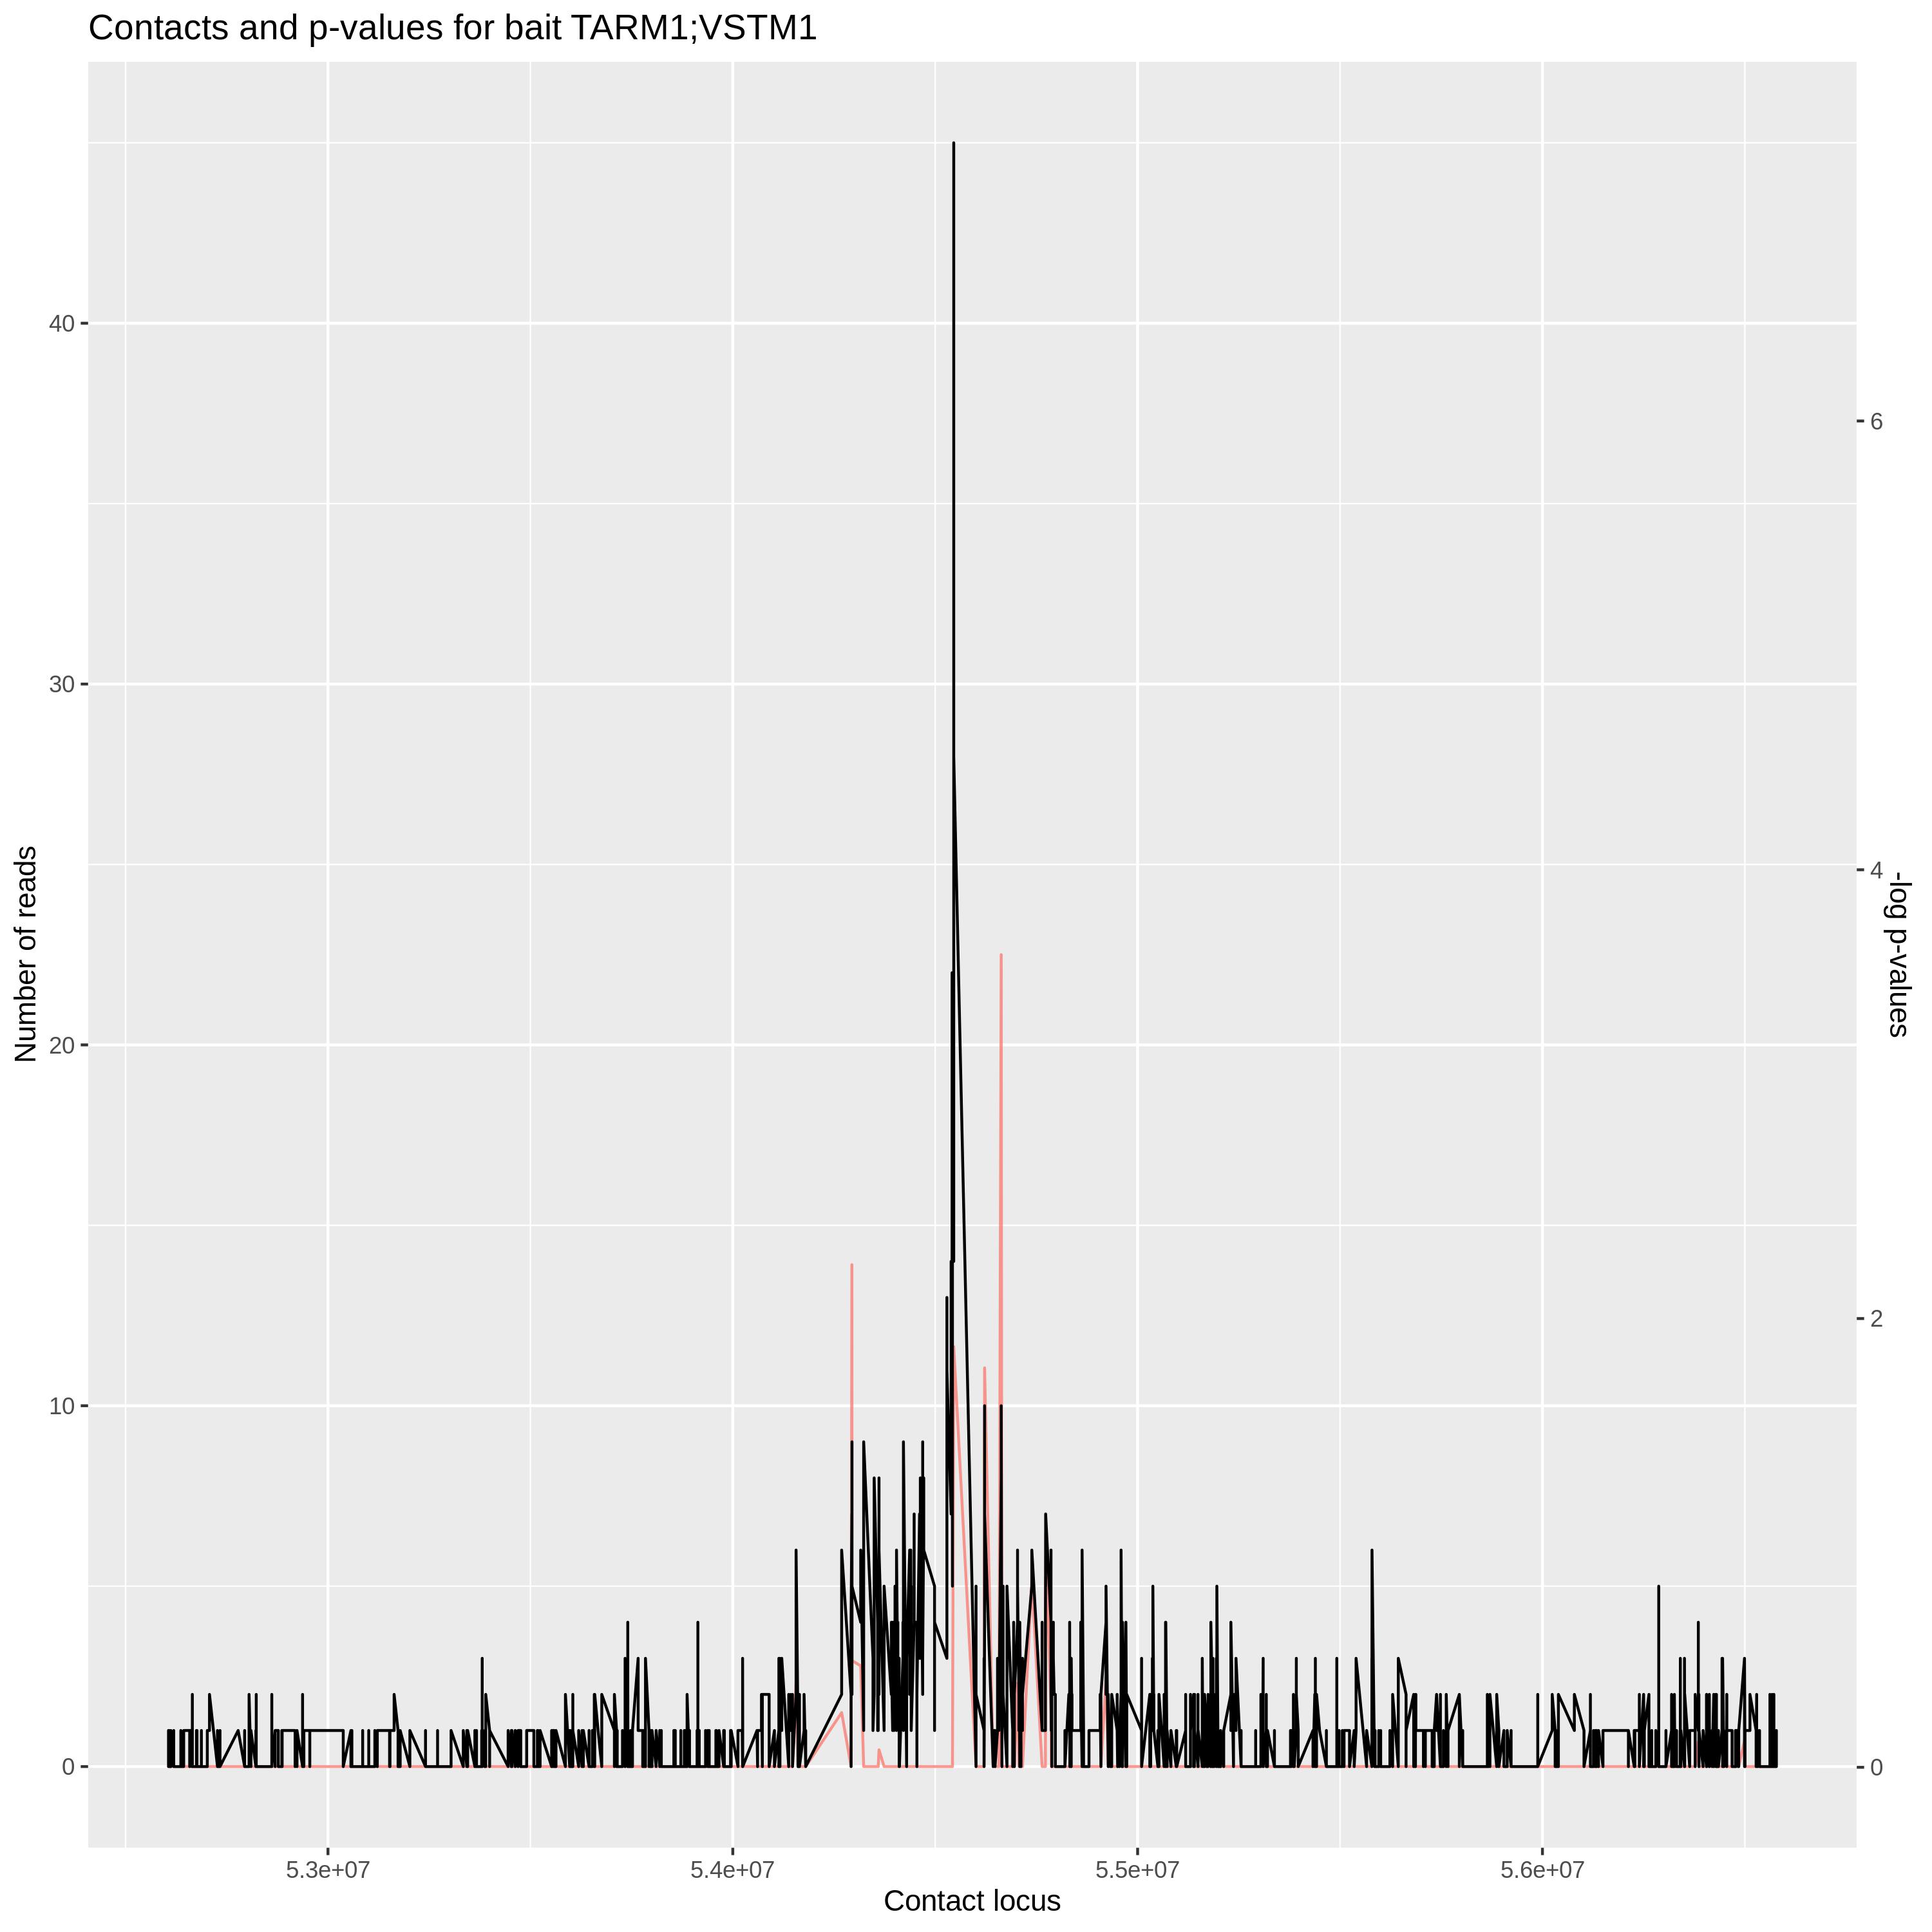 Contacts and p-values for bait TARM1;VSTM1
Number of reads
40
30
20
10
0
6
4
2
0
-log p-values
5.3e+07
5.4e+07
5.5e+07
5.6e+07
Contact locus